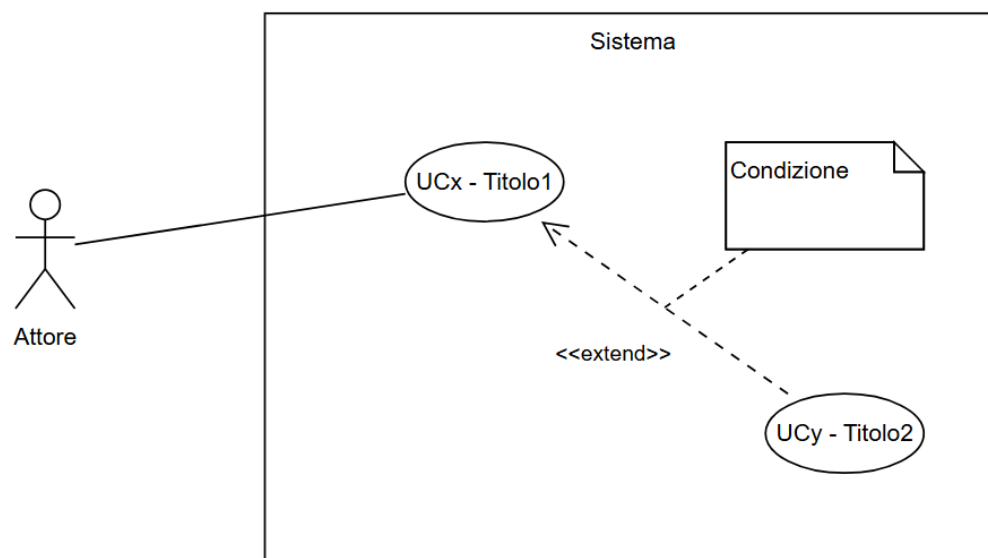 Sistema
UCx - Titolo1
Condizione
Attore
<<extend>>
UCy - Titolo2